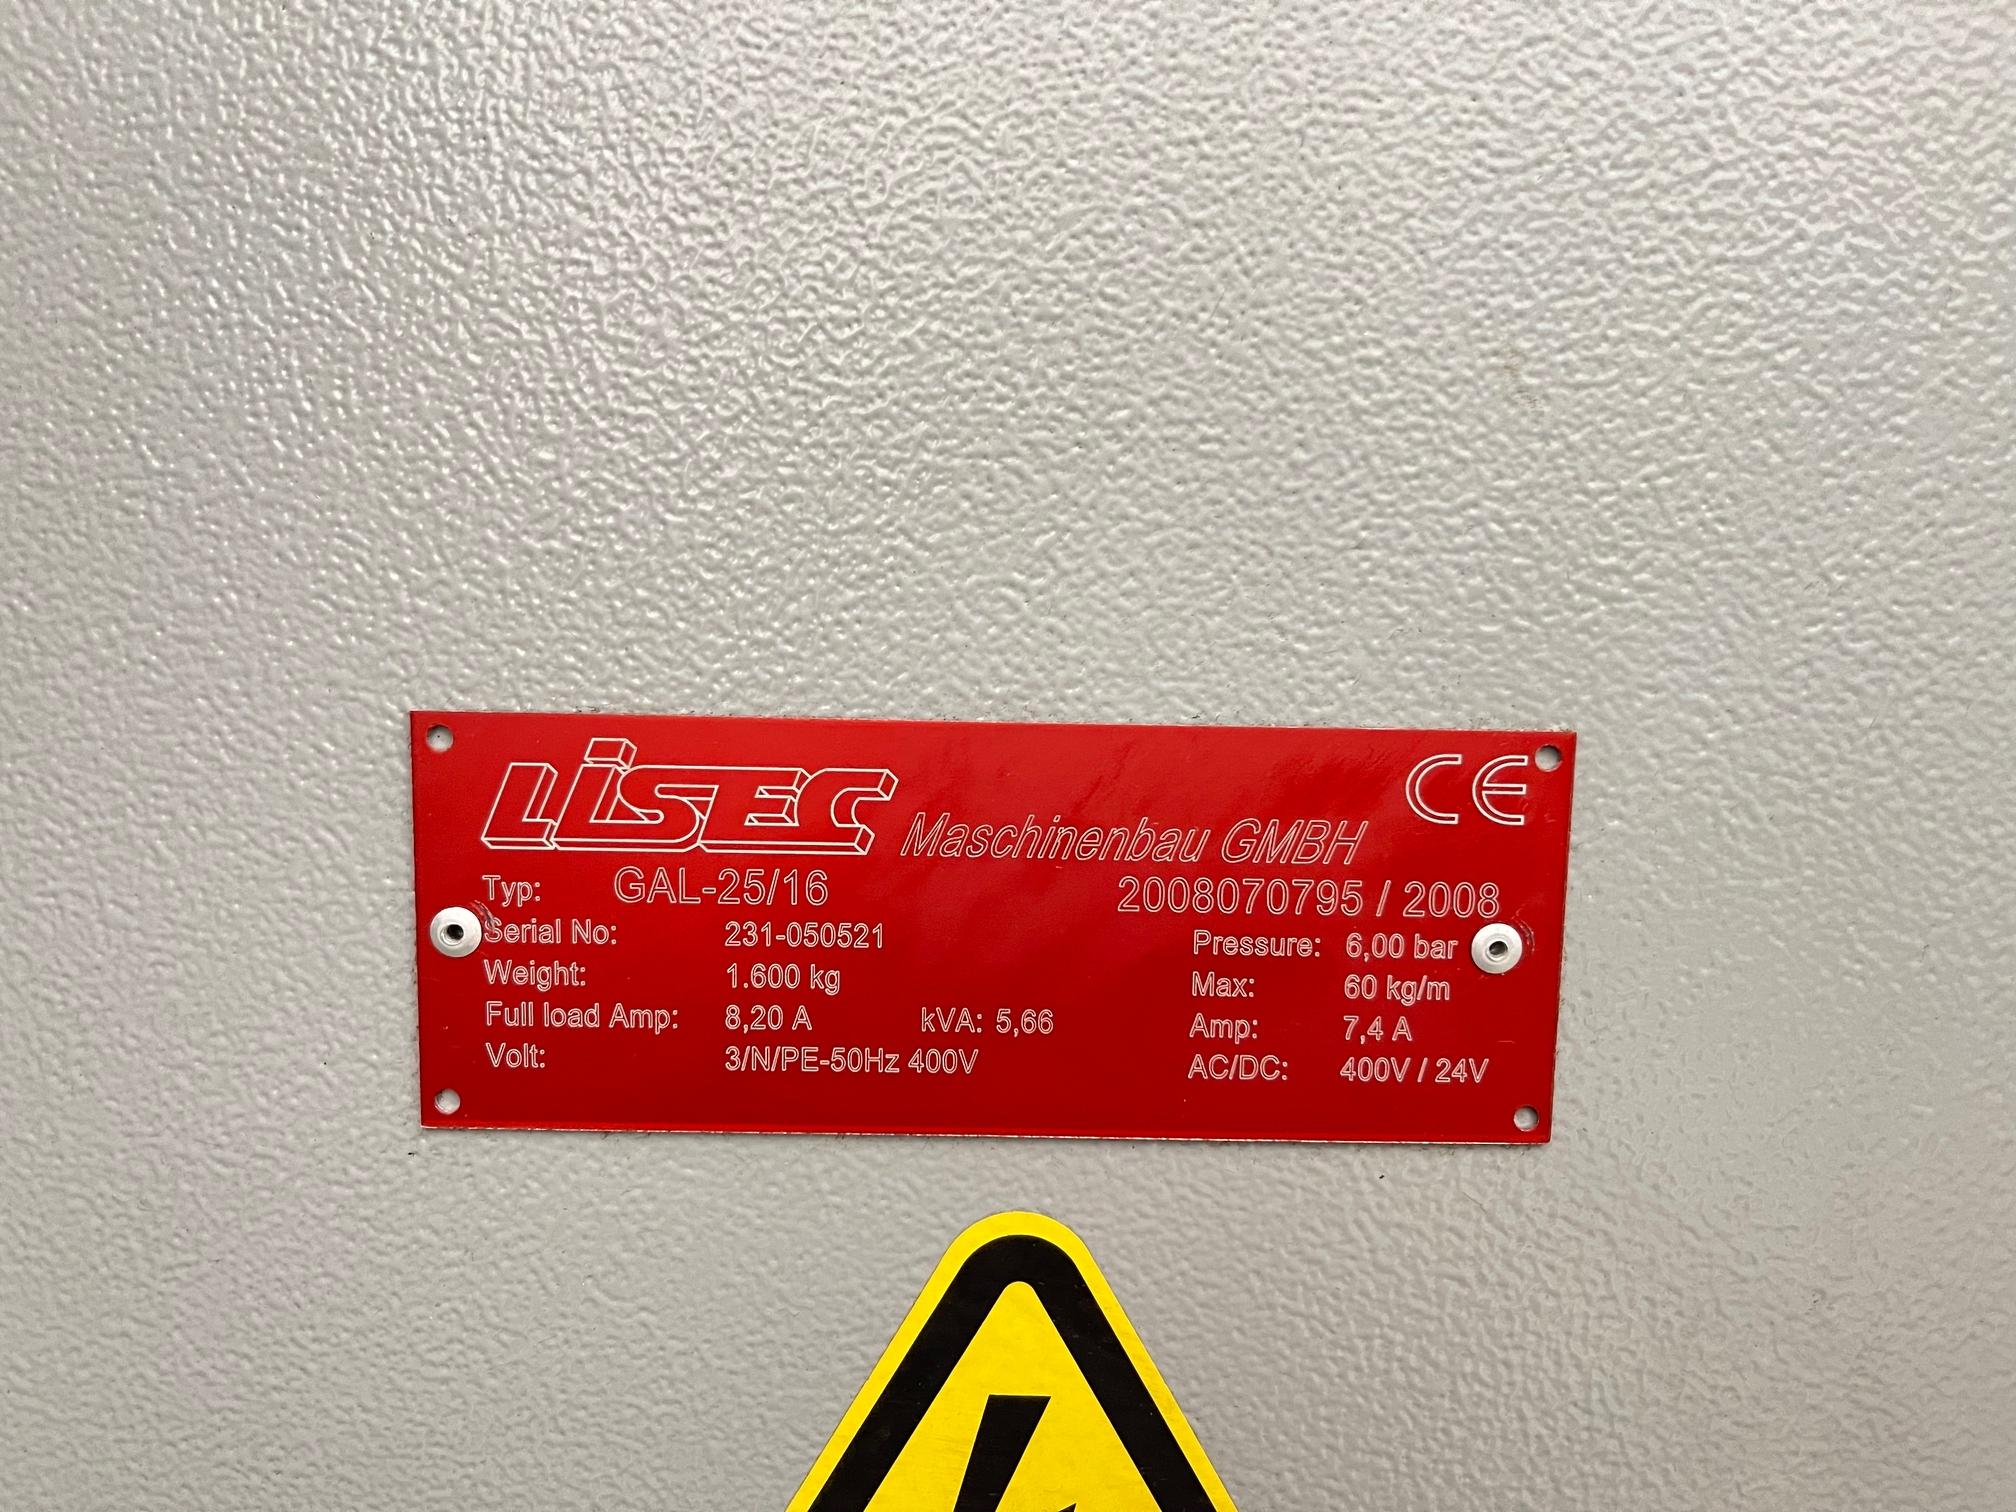 LiSEC Maschinenbau GMBH CE
Typ: GAL-25/16 2008070795 / 2008
Serial No: 231-050521 Pressure: 6,00 bar
Weight: 1.600 kg Max: 60 kg/m
Full load Amp: 8,20 A kVA: 5,66 Amp: 7,4 A
Volt: 3/N/PE-50Hz 400V AC/DC: 400V / 24V